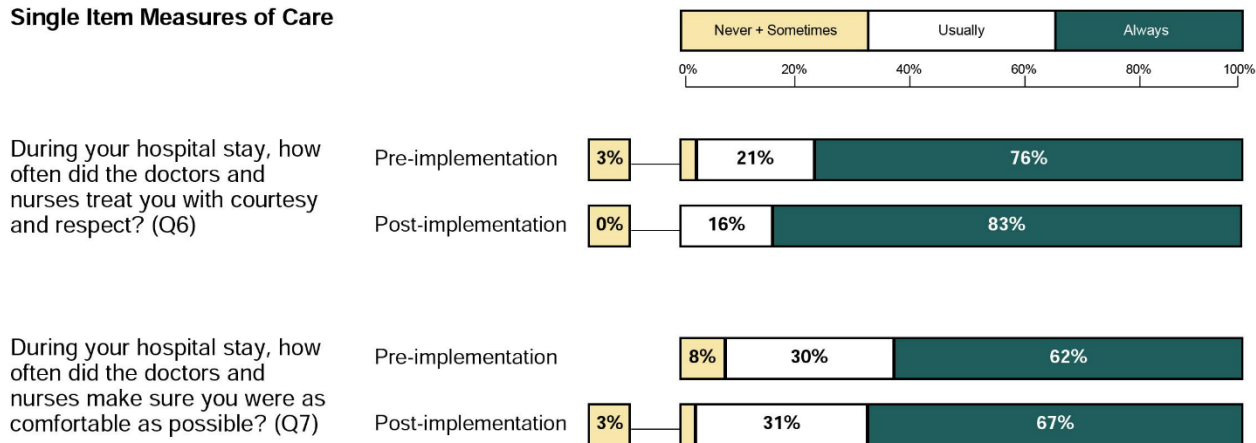 Single Item Measures of Care
Never + Sometimes Usually Always
0% 20% 40% 60% 80% 100%
During your hospital stay, how
often did the doctors and
nurses treat you with courtesy
and respect? (Q6)
Pre-implementation 3% 21% 76%
Post-implementation 0% 16% 83%
During your hospital stay, how
often did the doctors and
nurses make sure you were as
comfortable as possible? (Q7)
Pre-implementation 8% 30% 62%
Post-implementation 3% 31% 67%